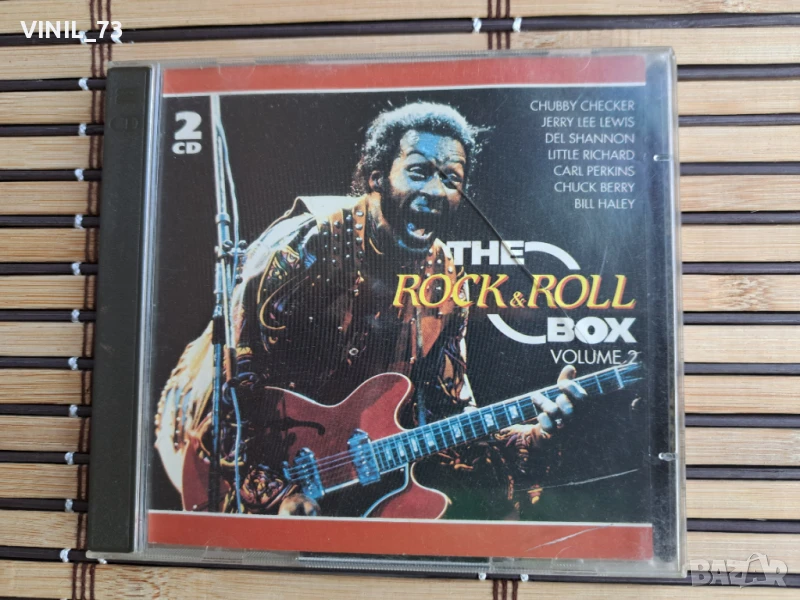 VINIL_73
2
CD
CHUBBY CHECKER
JERRY LEE LEWIS
DEL SHANNON
LITTLE RICHARD
CARL PERKINS
CHUCK BERRY
BILL HALEY
THE
ROCK & ROLL
BOX
VOLUME 2
BAZAR